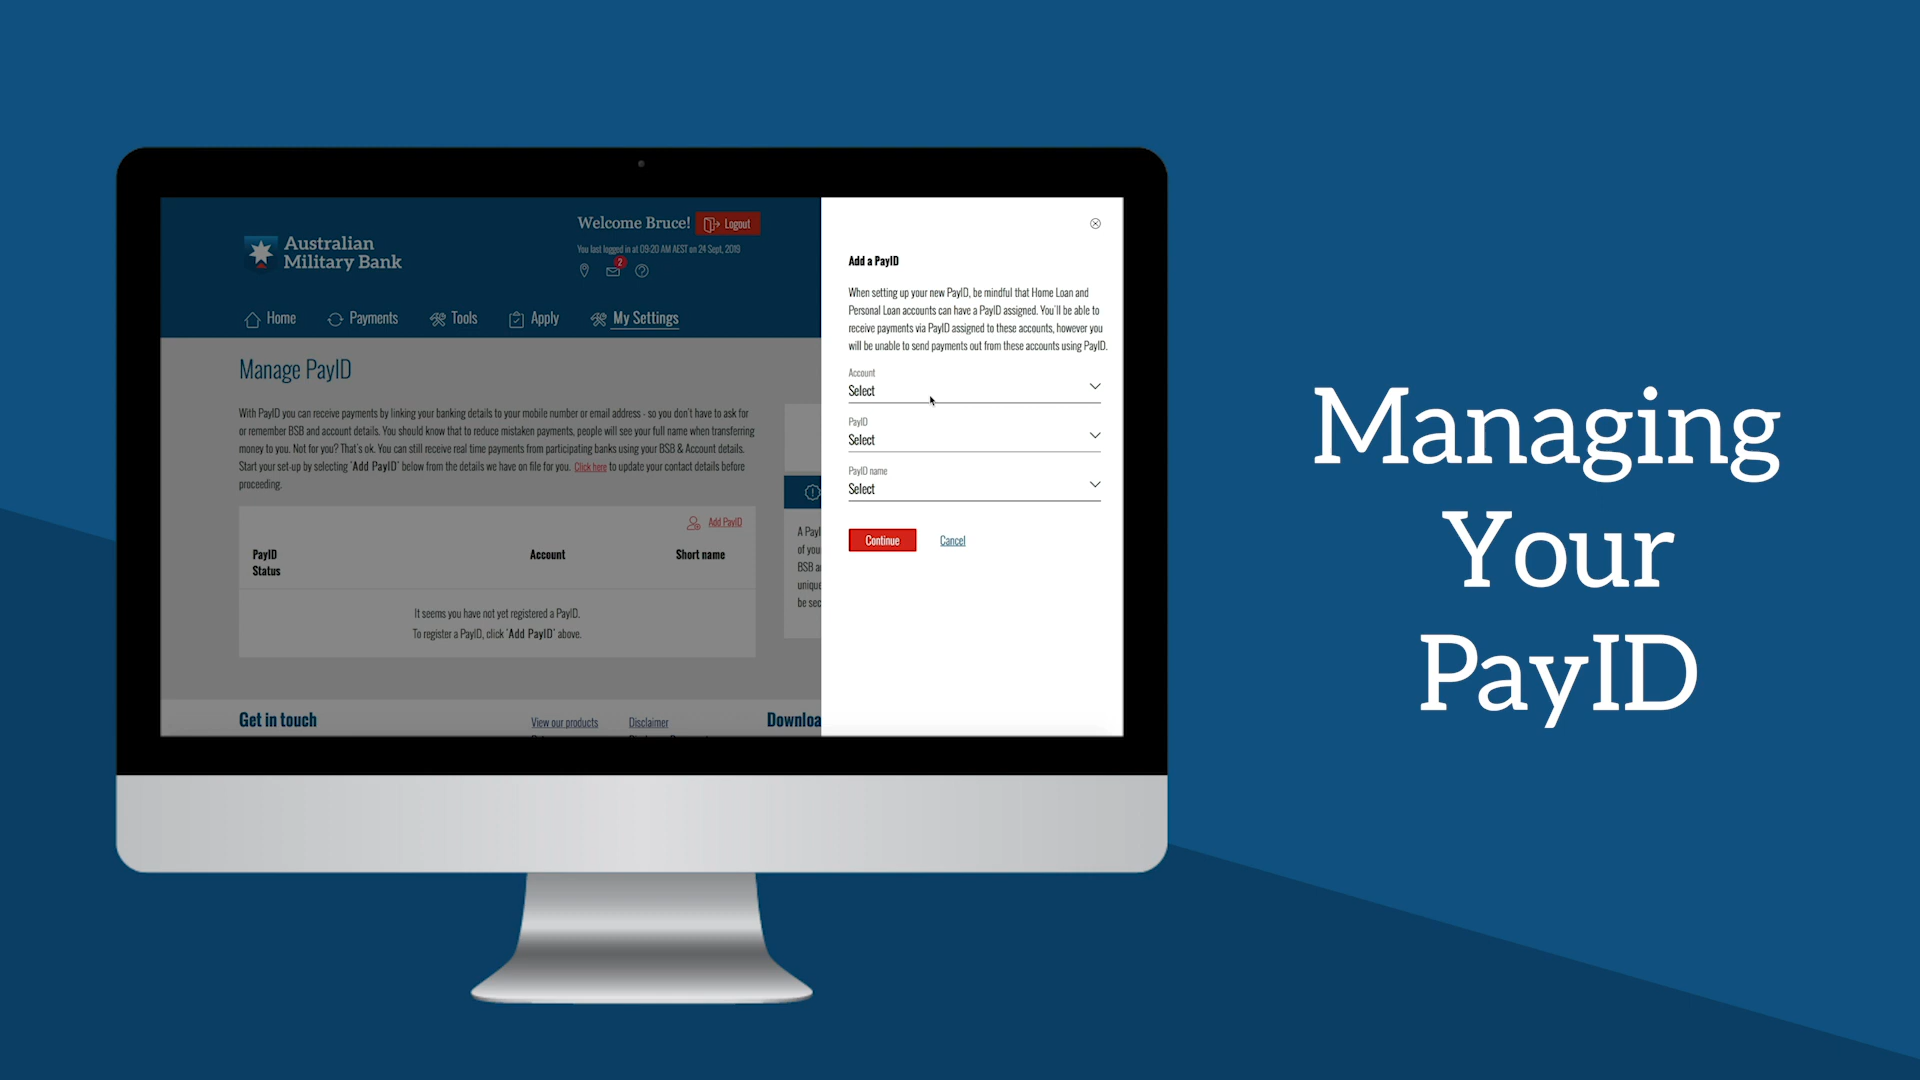 Australian
Military Bank
Welcome Bruce!
Logout
You last logged in at 09:20 AM AEST on 24 Sept, 2019
2
Home
Payments
Tools
Apply
My Settings
Manage PayID
With PayID you can receive payments by linking your banking details to your mobile number or email address - so you don't have to ask for
or remember BSB and account details. You should know that to reduce mistaken payments, people will see your full name when transferring
money to you. Not for you? That's ok. You can still receive real time payments from participating banks using your BSB & Account details.
Start your set-up by selecting 'Add PayID' below from the details we have on file for you. Click here to update your contact details before
proceeding.
Add PayID
PayID
Account
Short name
Status
It seems you have not yet registered a PayID.
To register a PayID, click 'Add PayID' above.
A Payl
of you
BSB a
unique
be sec
Get in touch
View our products
Disclaimer
Downloa
Add a PayID
When setting up your new PayID, be mindful that Home Loan and
Personal Loan accounts can have a PayID assigned. You'll be able to
receive payments via PayID assigned to these accounts, however you
will be unable to send payments out from these accounts using PayID.
Account
Select
PayID
Select
PayID name
Select
Continue
Cancel
Managing
Your
PayID